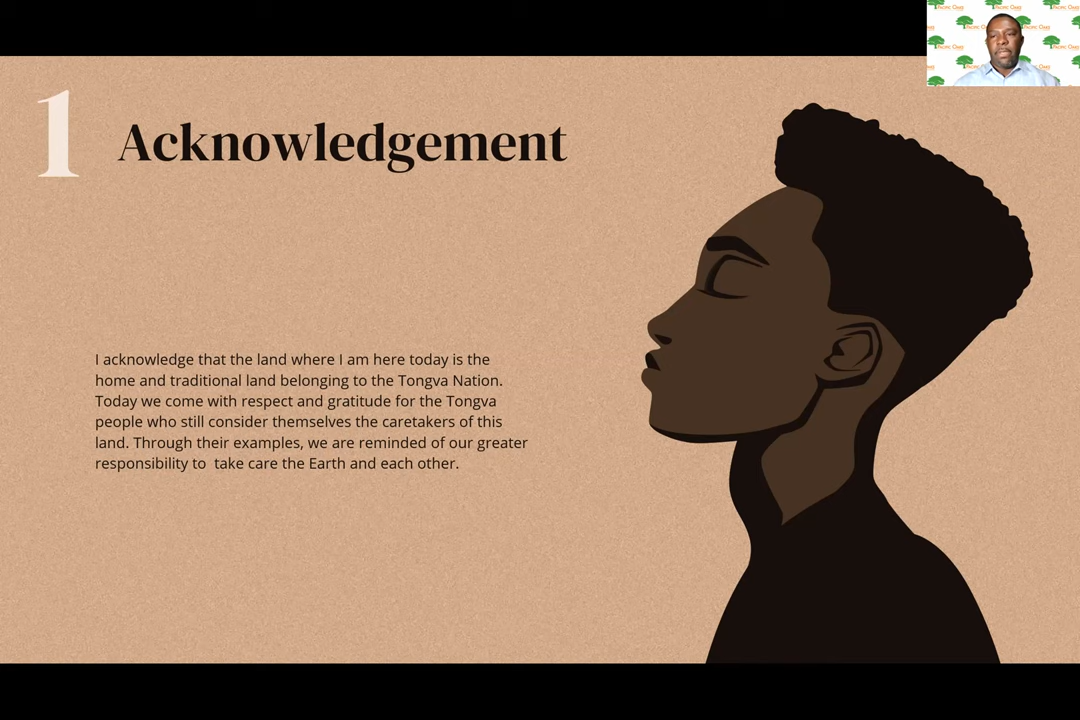 1
Acknowledgement
I acknowledge that the land where I am here today is the
home and traditional land belonging to the Tongva Nation.
Today we come with respect and gratitude for the Tongva
people who still consider themselves the caretakers of this
land. Through their examples, we are reminded of our greater
responsibility to  take care the Earth and each other.
PACIFIC OAKS